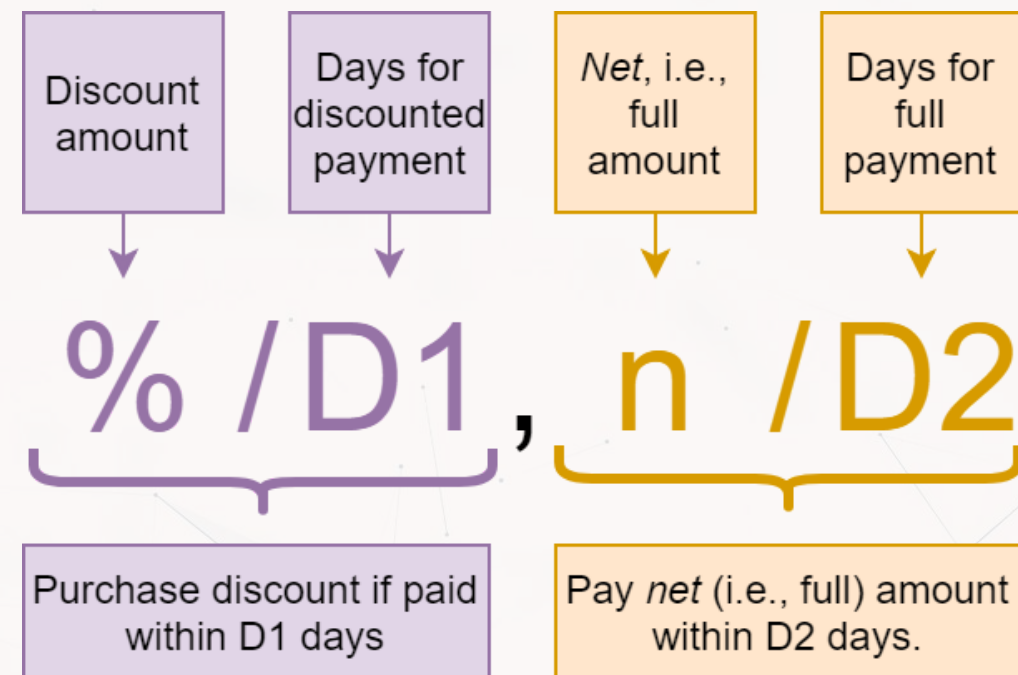 Discount
amount
Days for
discounted
payment
Net, i.e.,
full
amount
Days for
full
payment
% /D1, n /D2
Purchase discount if paid
within D1 days
Pay net (i.e., full) amount
within D2 days.